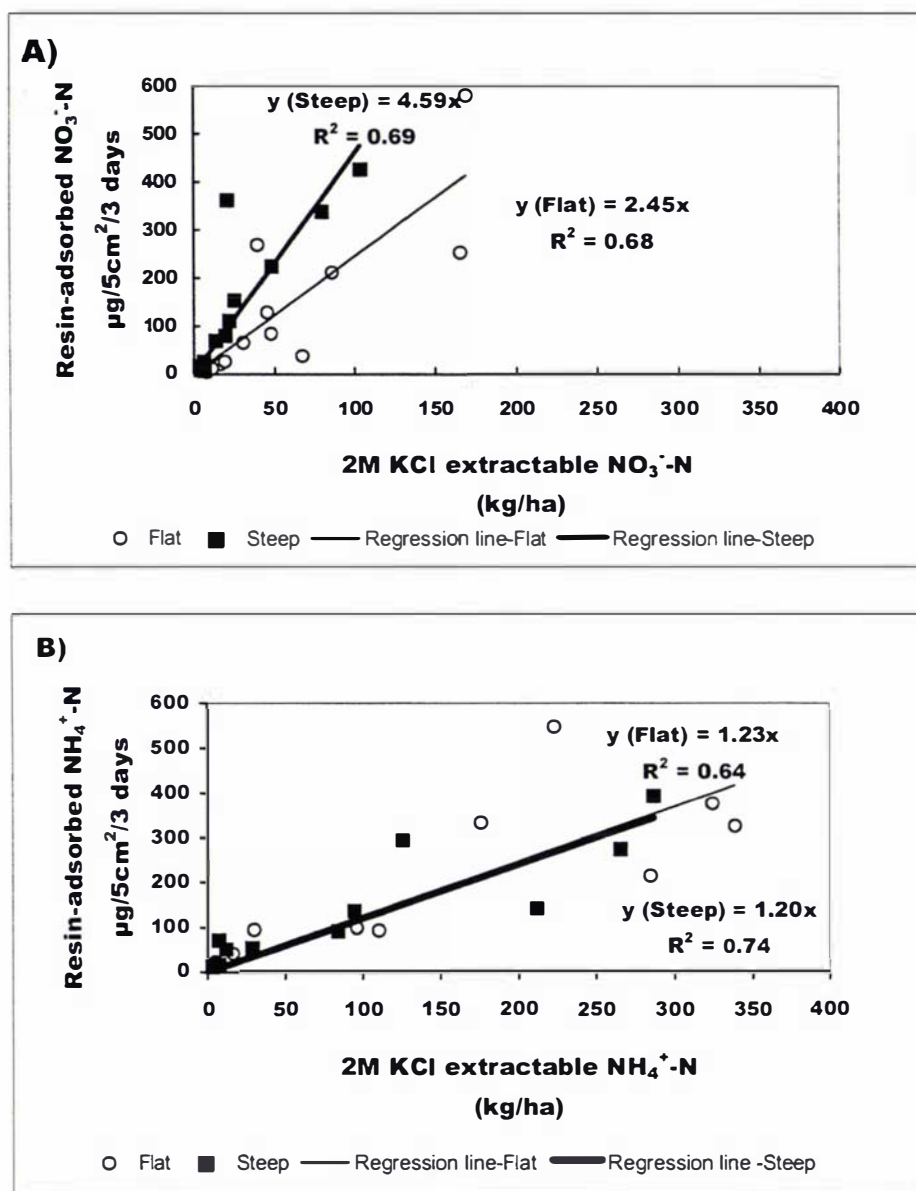 A)
Resin-adsorbed NO₃⁻-N
µg/5cm²/3 days
600
500
400
300
200
100
0
y (Steep) = 4.59x
R² = 0.69
y (Flat) = 2.45x
R² = 0.68
0 50 100 150 200 250 300 350 400
2M KCl extractable NO₃⁻-N
(kg/ha)
Flat Steep Regression line-Flat Regression line-Steep
B)
Resin-adsorbed NH₄⁺-N
µg/5cm²/3 days
600
500
400
300
200
100
0
y (Flat) = 1.23x
R² = 0.64
y (Steep) = 1.20x
R² = 0.74
0 50 100 150 200 250 300 350 400
2M KCl extractable NH₄⁺-N
(kg/ha)
Flat Steep Regression line-Flat Regression line -Steep